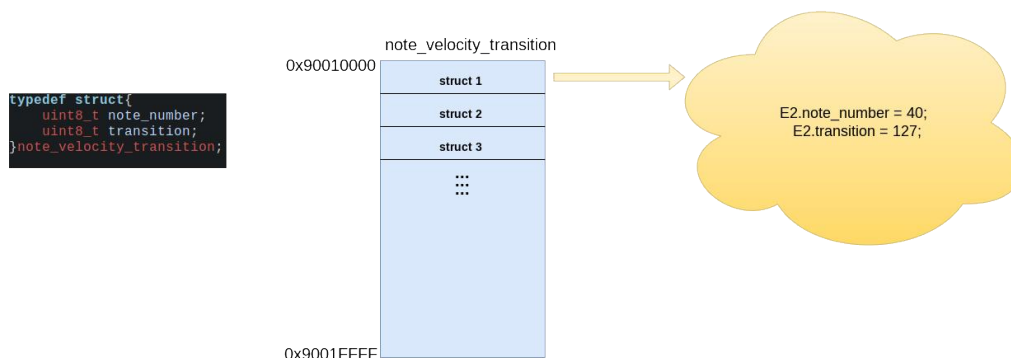 typedef struct{
uint8_t note_number;
uint8_t transition;
}note_velocity_transition;
note_velocity_transition
0x90010000
struct 1
struct 2
struct 3
...
...
...
0x9001FFFF
E2.note_number = 40;
E2.transition = 127;